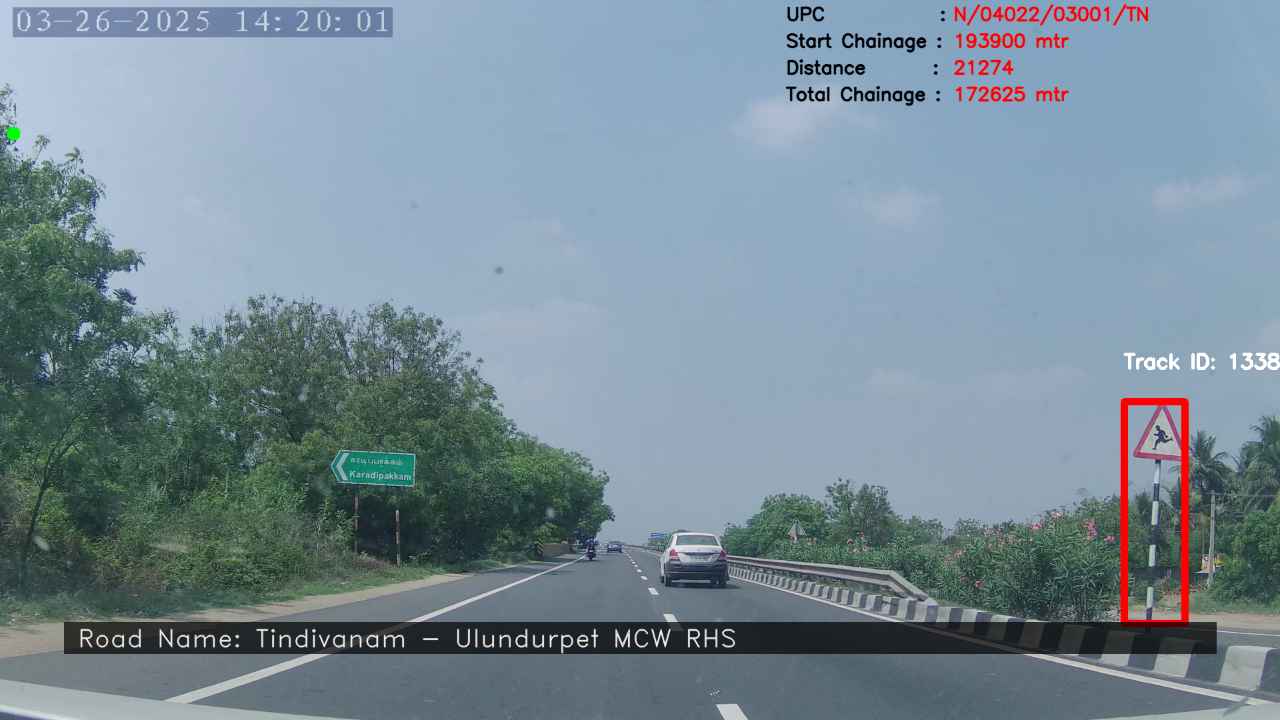 03-26-2025 14:20:01
UPC : N/04022/03001/TN
Start Chainage : 193900 mtr
Distance : 21274
Total Chainage : 172625 mtr
Track ID: 1338
Karadipakkam
Road Name: Tindivanam - Ulundurpet MCW RHS